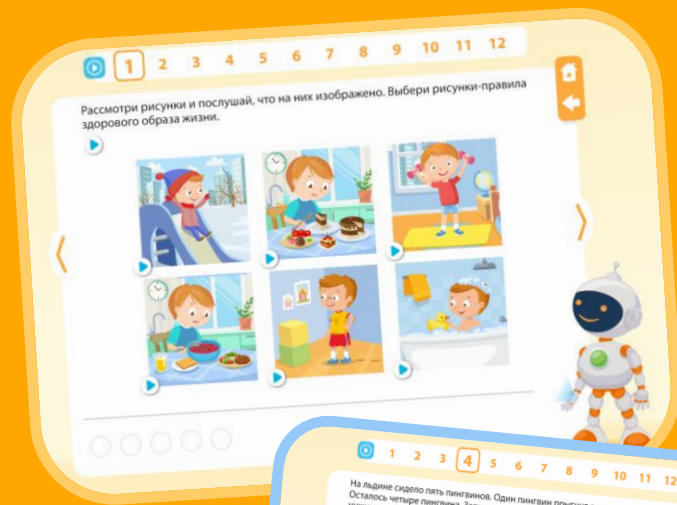 1 2 3 4 5 6 7 8 9 10 11 12
Рассмотри рисунки и послушай, что на них изображено. Выбери рисунки-правила
здорового образа жизни.
1 2 3 4 5 6 7 8 9 10 11 12
На льдине сидело пять пингвинов. Один пингвин
Осталось четыре пингвина.